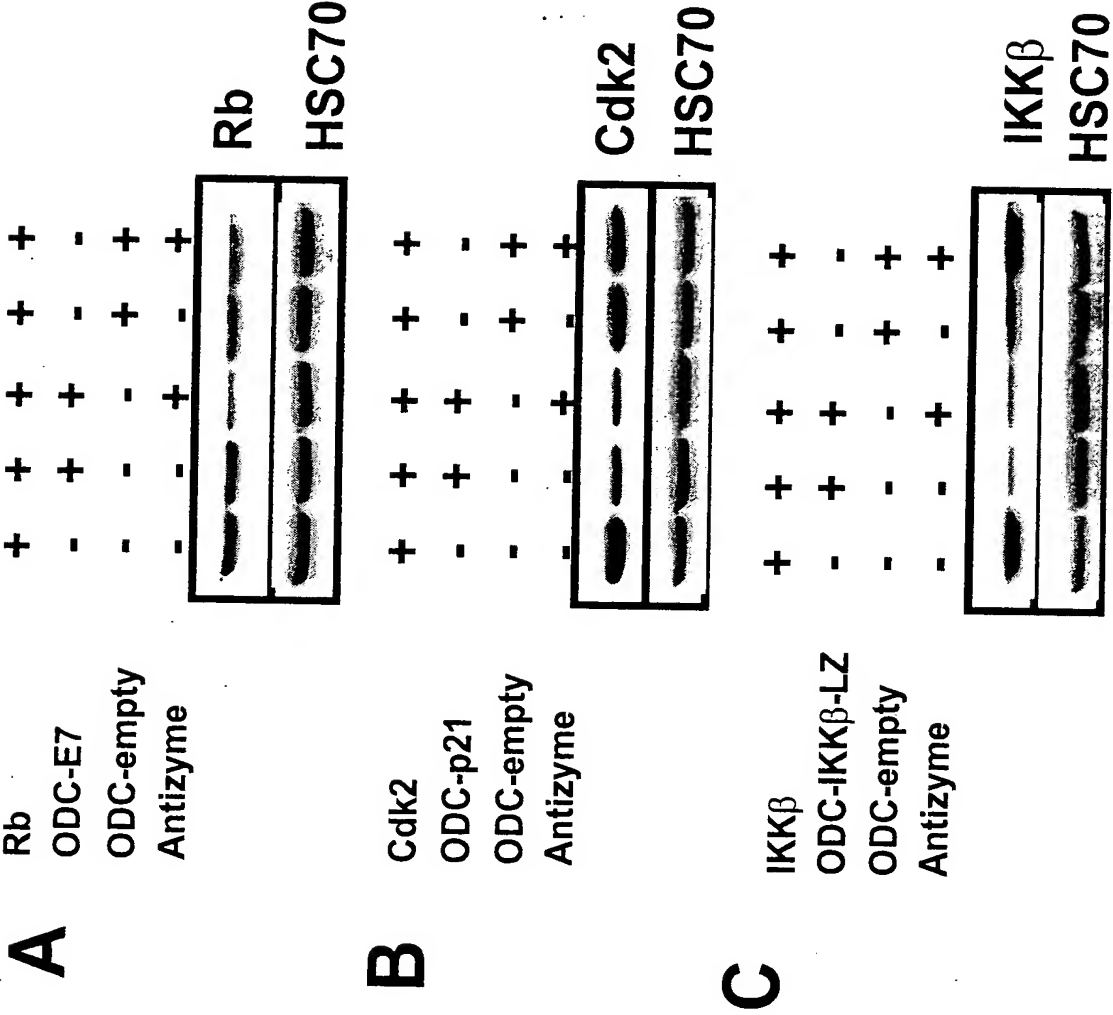 A
Rb + + + + +
ODC-E7 - + + - -
ODC-empty - - - + +
Antizyme - - + - +
Rb
HSC70
B
Cdk2 + + + + +
ODC-p21 - + + - -
ODC-empty - - - + +
Antizyme - - + - +
Cdk2
HSC70
C
IKKβ + + + + +
ODC-IKKβ-LZ - + + - -
ODC-empty - - - + +
Antizyme - - + - +
IKKβ
HSC70